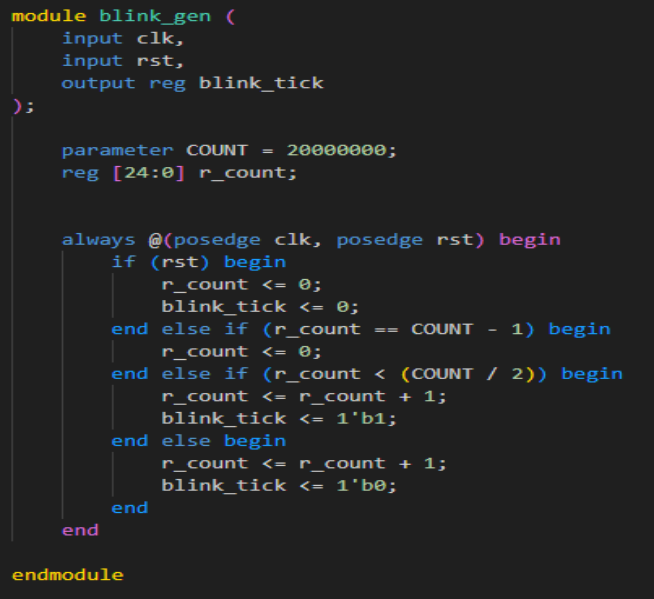 module blink_gen (
    input clk,
    input rst,
    output reg blink_tick
);
    parameter COUNT = 20000000;
    reg [24:0] r_count;
    always @(posedge clk, posedge rst) begin
        if (rst) begin
            r_count <= 0;
            blink_tick <= 0;
        end else if (r_count == COUNT - 1) begin
            r_count <= 0;
        end else if (r_count < (COUNT / 2)) begin
            r_count <= r_count + 1;
            blink_tick <= 1'b1;
        end else begin
            r_count <= r_count + 1;
            blink_tick <= 1'b0;
        end
    end
endmodule